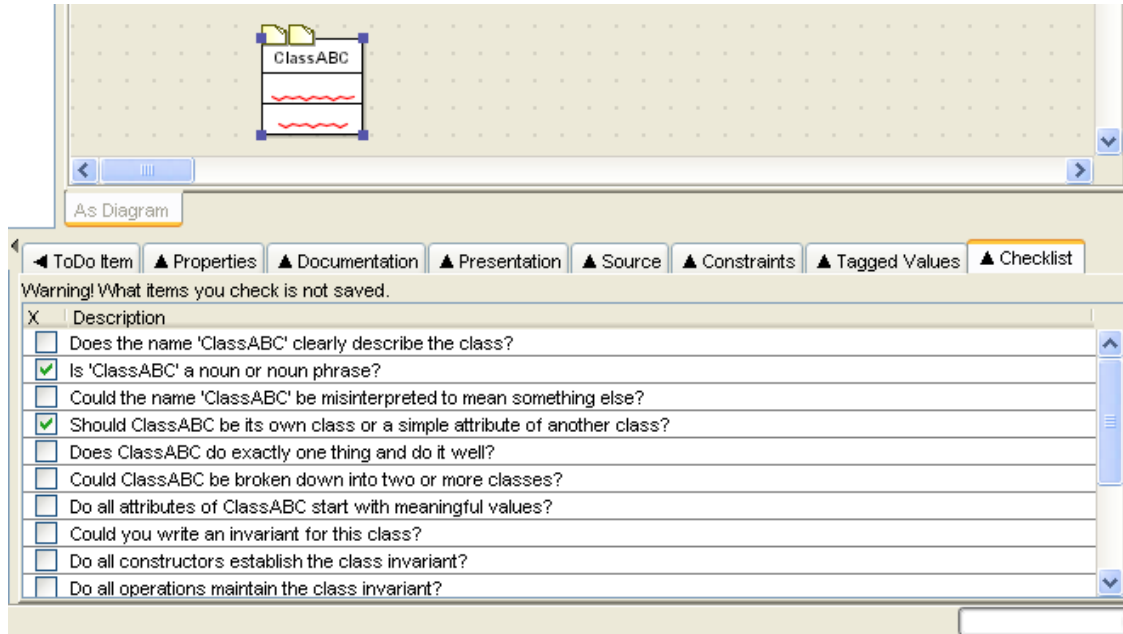 ClassABC
As Diagram
ToDo Item Properties Documentation Presentation Source Constraints Tagged Values Checklist
Warning! What items you check is not saved.
X Description
Does the name 'ClassABC' clearly describe the class?
Is 'ClassABC' a noun or noun phrase?
Could the name 'ClassABC' be misinterpreted to mean something else?
Should ClassABC be its own class or a simple attribute of another class?
Does ClassABC do exactly one thing and do it well?
Could ClassABC be broken down into two or more classes?
Do all attributes of ClassABC start with meaningful values?
Could you write an invariant for this class?
Do all constructors establish the class invariant?
Do all operations maintain the class invariant?